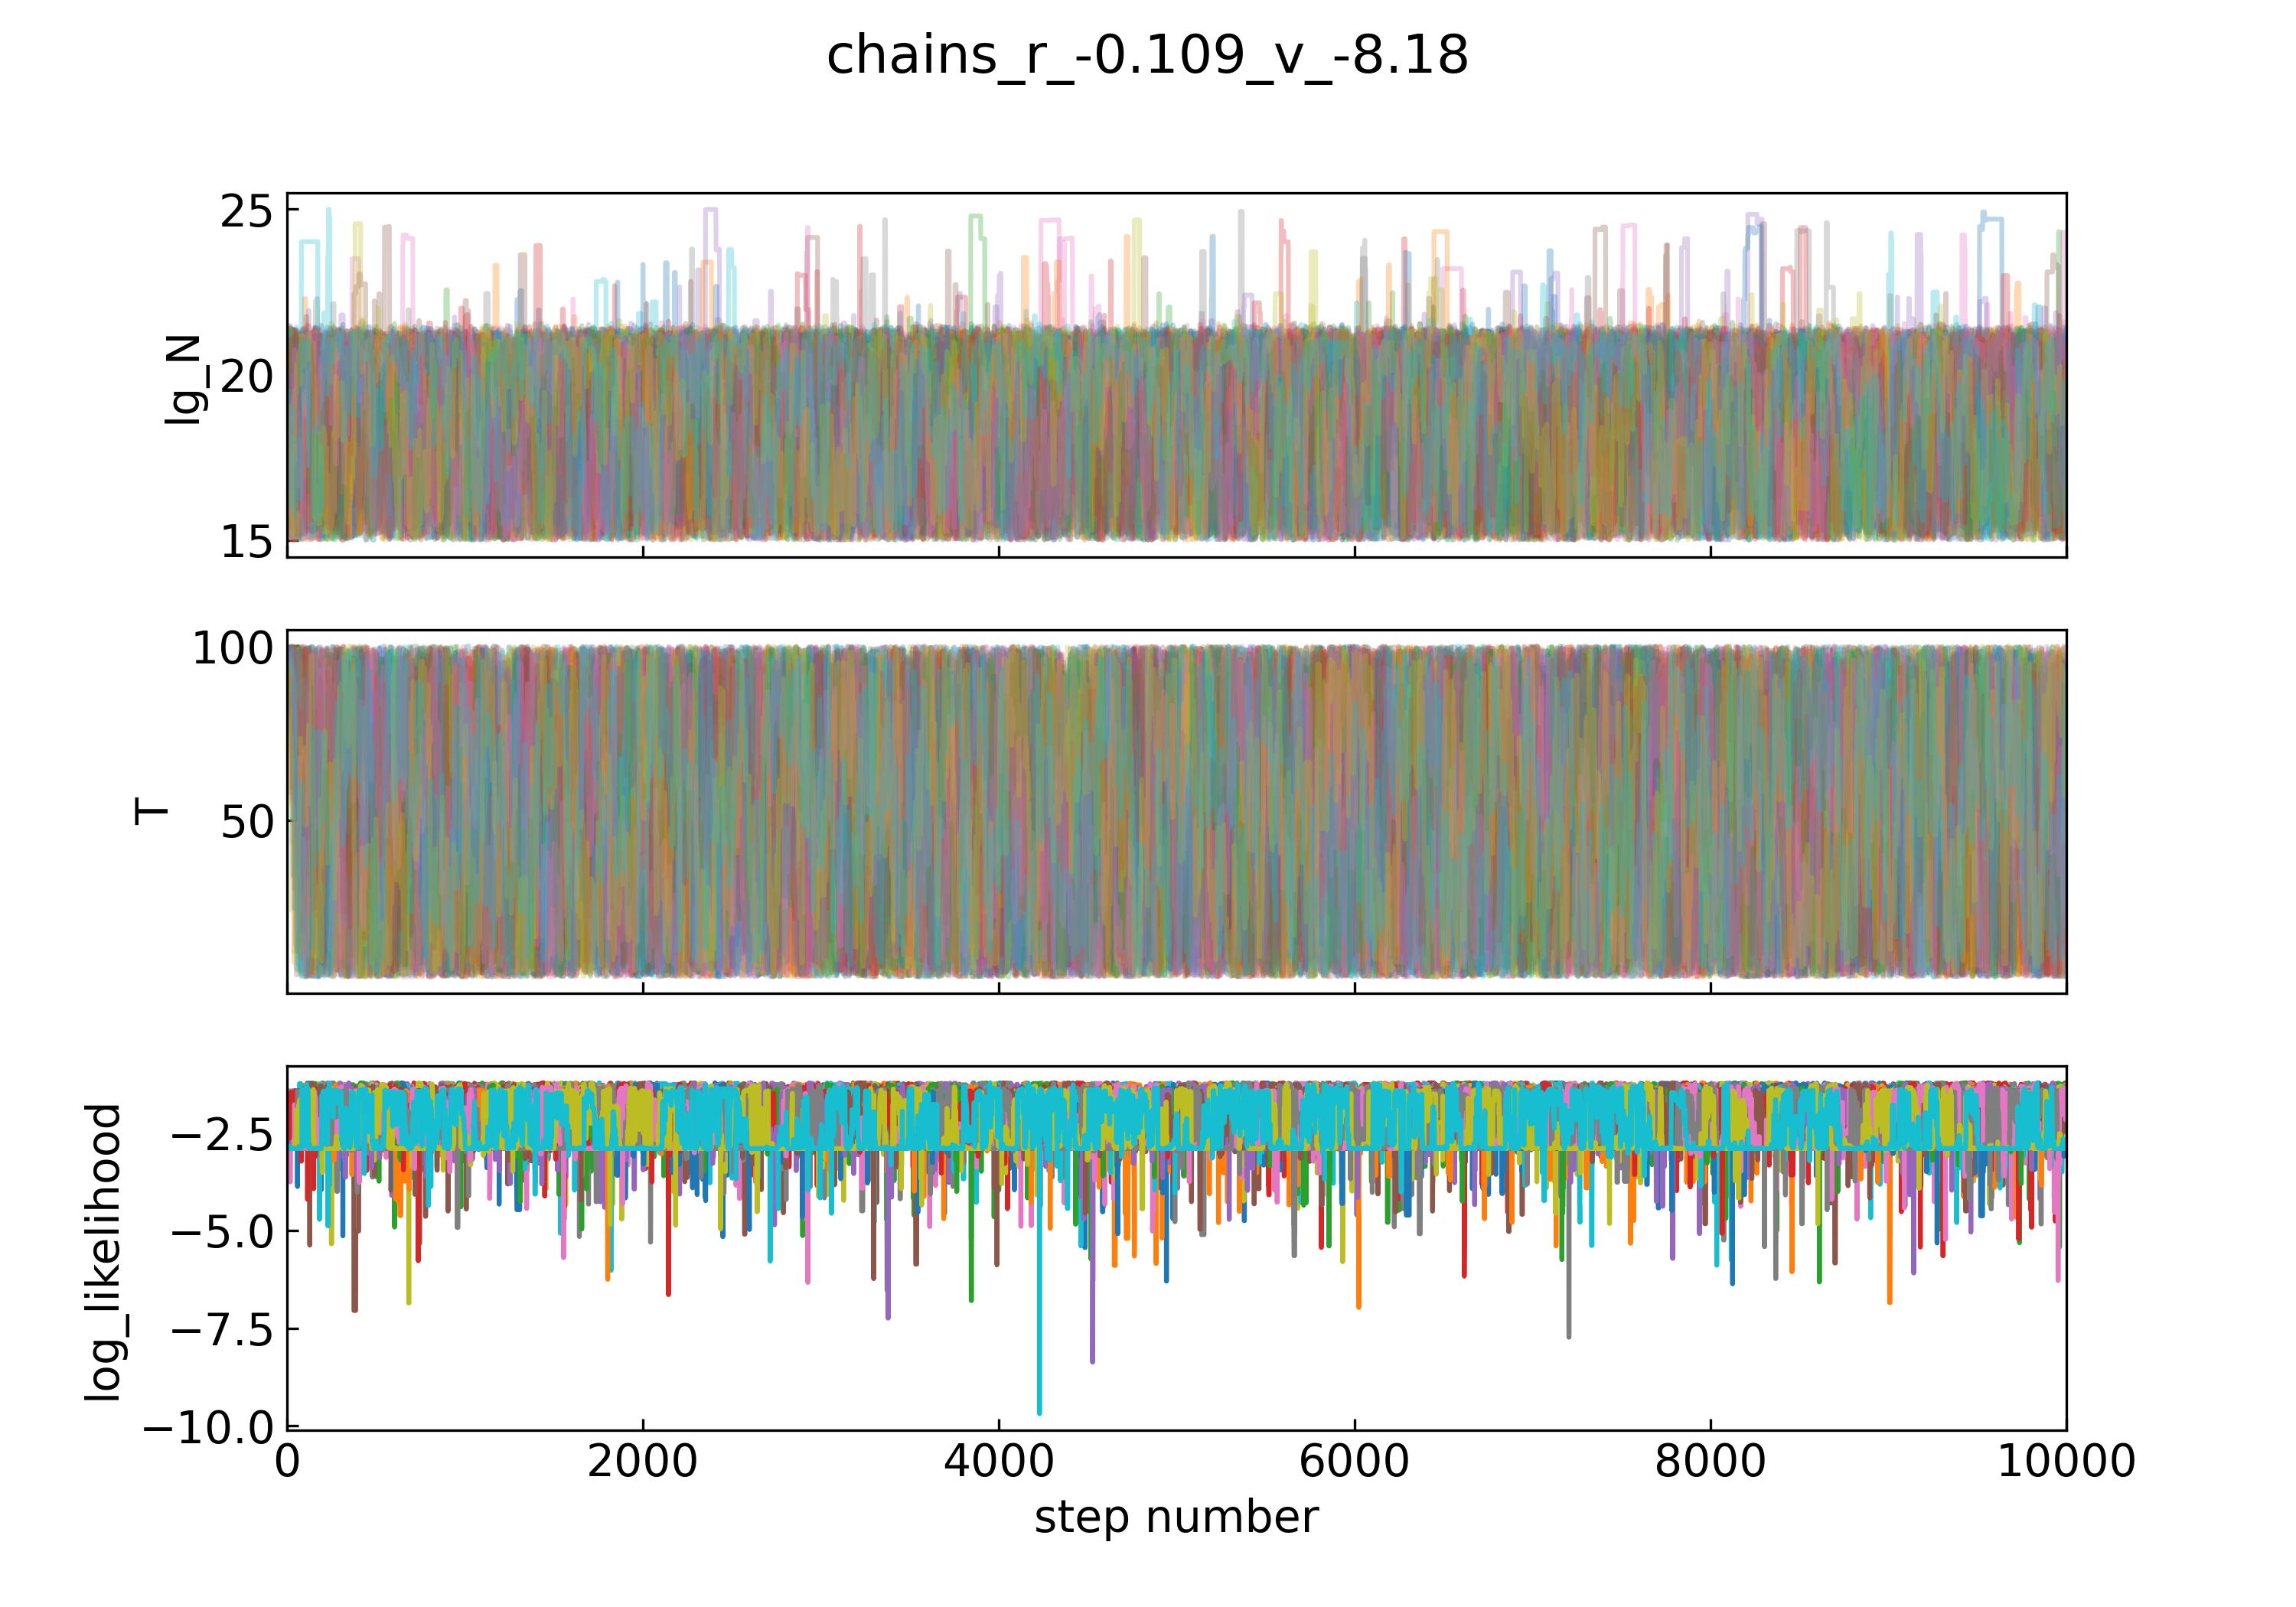 chains_r_-0.109_v_-8.18
25
20
15
lg_N
100
50
T
−2.5
−5.0
−7.5
−10.0
log_likelihood
0 2000 4000 6000 8000 10000
step number